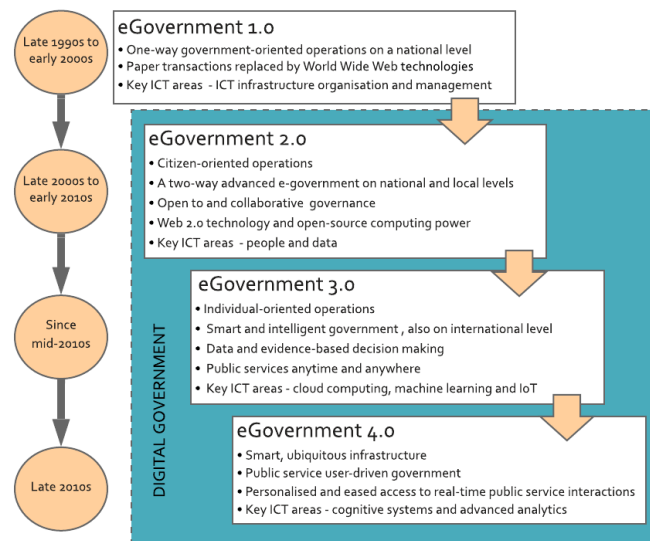 Late 1990s to
early 2000s
eGovernment 1.0
• One-way government-oriented operations on a national level
• Paper transactions replaced by World Wide Web technologies
• Key ICT areas - ICT infrastructure organisation and management
Late 2000s to
early 2010s
eGovernment 2.0
• Citizen-oriented operations
• A two-way advanced e-government on national and local levels
• Open to and collaborative governance
• Web 2.0 technology and open-source computing power
• Key ICT areas - people and data
Since
mid-2010s
eGovernment 3.0
• Individual-oriented operations
• Smart and intelligent government , also on international level
• Data and evidence-based decision making
• Public services anytime and anywhere
• Key ICT areas - cloud computing, machine learning and IoT
Late 2010s
eGovernment 4.0
• Smart, ubiquitous infrastructure
• Public service user-driven government
• Personalised and eased access to real-time public service interactions
• Key ICT areas - cognitive systems and advanced analytics
DIGITAL GOVERNMENT